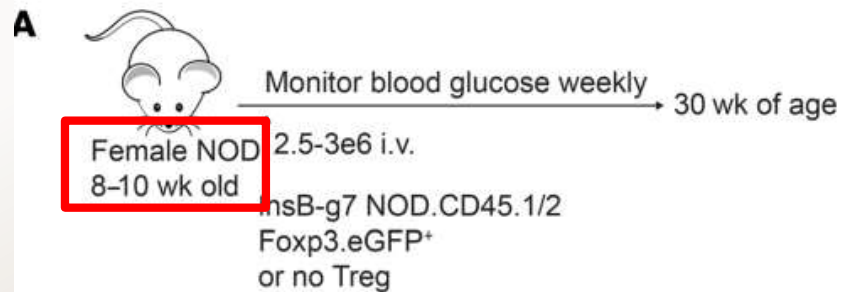 A
Monitor blood glucose weekly
30 wk of age
Female NOD
8–10 wk old
2.5-3e6 i.v.
InsB-g7 NOD.CD45.1/2
Foxp3.eGFP⁺
or no Treg